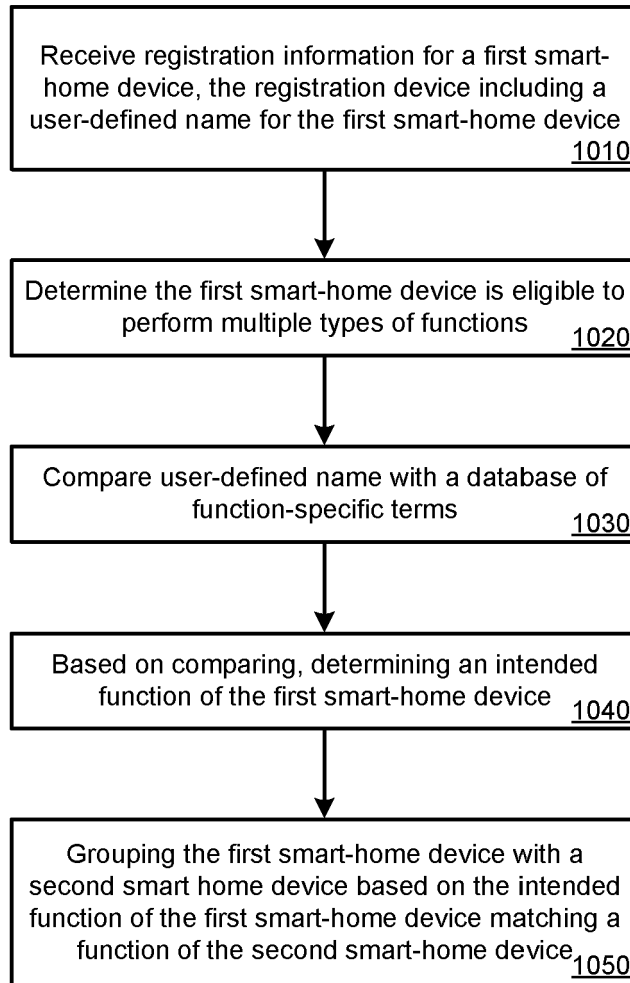 Receive registration information for a first smart-
home device, the registration device including a
user-defined name for the first smart-home device
1010
Determine the first smart-home device is eligible to
perform multiple types of functions
1020
Compare user-defined name with a database of
function-specific terms
1030
Based on comparing, determining an intended
function of the first smart-home device
1040
Grouping the first smart-home device with a
second smart home device based on the intended
function of the first smart-home device matching a
function of the second smart-home device
1050